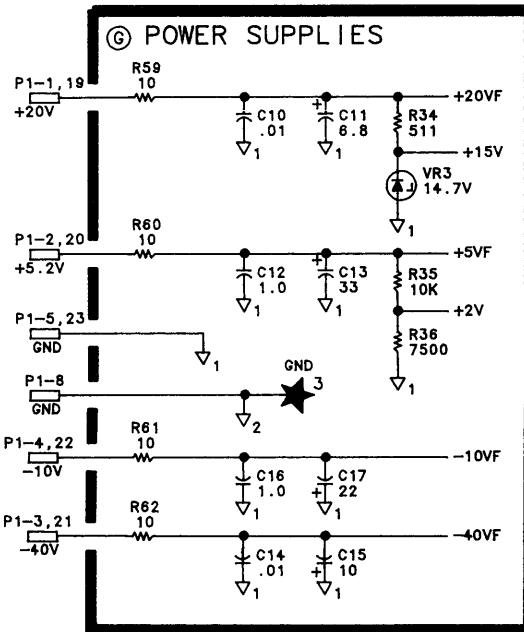 G POWER SUPPLIES
P1-1,19
+20V
R59
10
C10
.01
1
+
C11
6.8
1
+20VF
R34
511
+15V
VR3
14.7V
1
P1-2,20
+5.2V
R60
10
C12
1.0
1
+
C13
33
1
+5VF
R35
10K
+2V
R36
7500
1
P1-5,23
GND
1
P1-8
GND
2
GND
3
P1-4,22
-10V
R61
10
C16
1.0
1
+
C17
22
1
-10VF
P1-3,21
-40V
R62
10
C14
.01
1
+
C15
10
1
-40VF